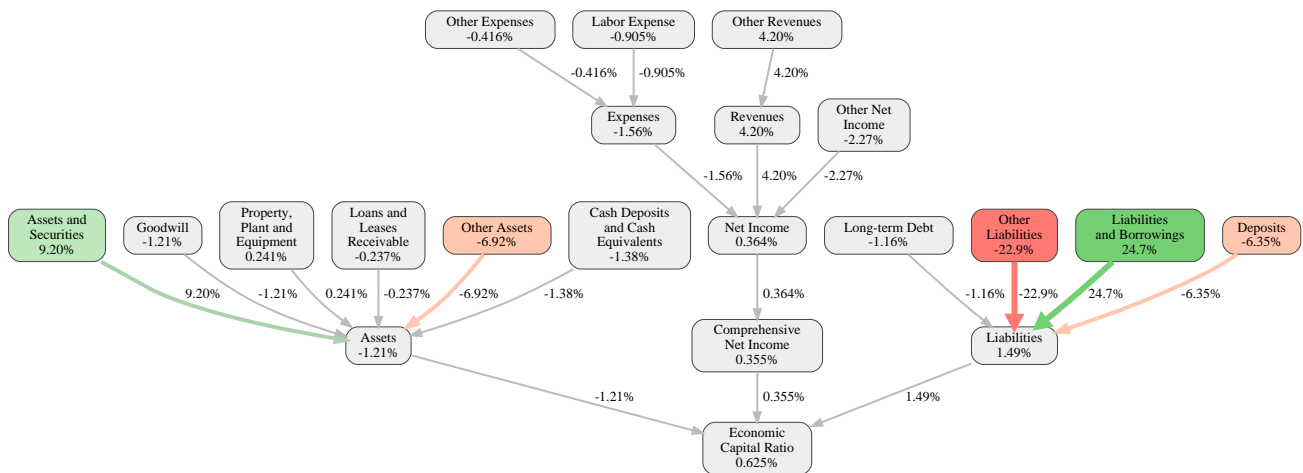 Other Expenses
-0.416%
Labor Expense
-0.905%
Other Revenues
4.20%
-0.416%
-0.905%
4.20%
Expenses
-1.56%
Revenues
4.20%
Other Net
Income
-2.27%
-1.56%
4.20%
-2.27%
Assets and
Securities
9.20%
Goodwill
-1.21%
Property,
Plant and
Equipment
0.241%
Loans and
Leases
Receivable
-0.237%
Other Assets
-6.92%
Cash Deposits
and Cash
Equivalents
-1.38%
Net Income
0.364%
Long-term Debt
-1.16%
Other
Liabilities
-22.9%
Liabilities
and Borrowings
24.7%
Deposits
-6.35%
9.20%
-1.21%
0.241%
-0.237%
-6.92%
-1.38%
0.364%
-1.16%
-22.9%
24.7%
-6.35%
Assets
-1.21%
Comprehensive
Net Income
0.355%
Liabilities
1.49%
-1.21%
0.355%
1.49%
Economic
Capital Ratio
0.625%